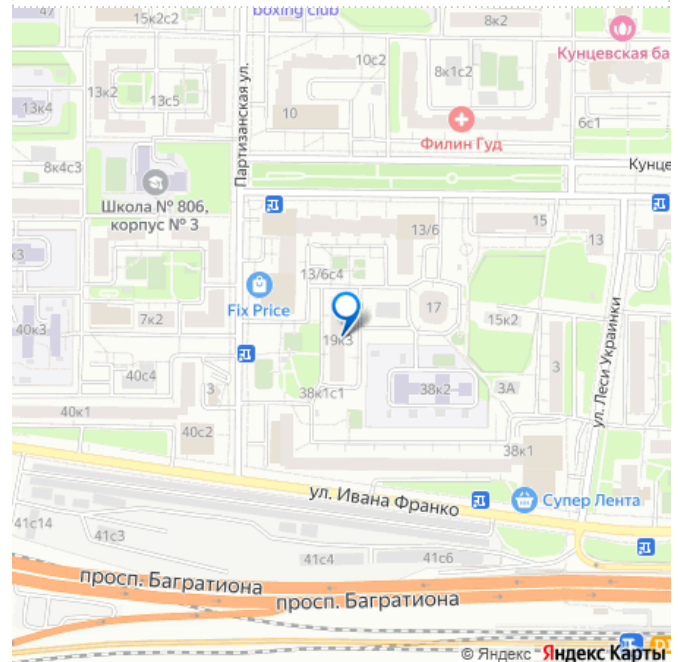 47
boxing club
8к2
Кунцевская ба
13к2
13с5
15к2с2
10с2
8к1с2
13к4
10
6с1
Филин Гуд
8к4с3
Партизанская ул.
Кунце
Школа № 806,
корпус № 3
13/6
15
13
к3
13/6с4
Fix Price
17
7к2
15к2
40к3
19к3
ул. Леси Украинки
40с4
3
38к1с1
38к2
3А
3
40к1
40с2
38к1
ул. Ивана Франко
Супер Лента
41с14
41с3
41с4
41с6
просп. Багратиона
просп. Багратиона
© Яндекс Яндекс Карты